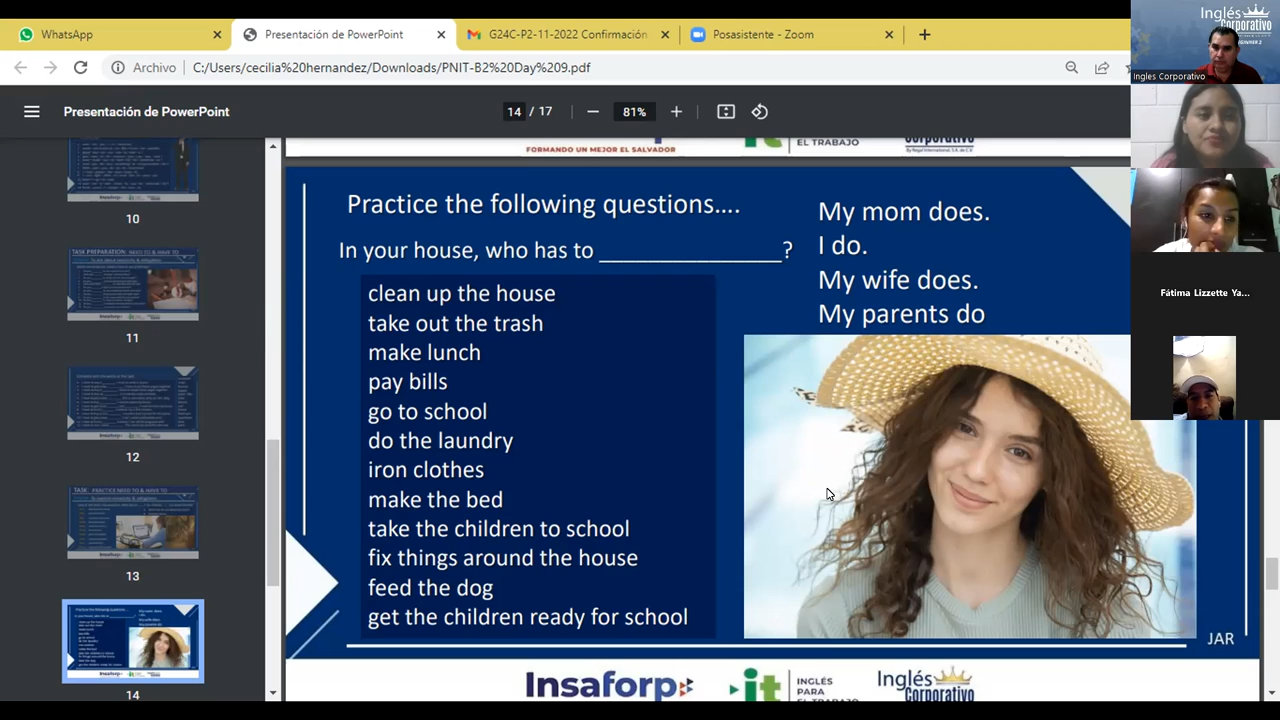 WhatsApp
Presentación de PowerPoint
G24C-P2-11-2022 Confirmación
Posasistente - Zoom
Archivo
C:/Users/cecilia%20hernandez/Downloads/PNIT-B2%20Day%209.pdf
Presentación de PowerPoint
14 / 17
81%
Inglés
Corporativo
Ingles Corporativo
Fátima Lizzette Ya...
10
11
12
13
14
FORMANDO UN MEJOR EL SALVADOR
EL TRABAJO
Corporativo
Practice the following questions....
In your house, who has to _______________?
clean up the house
take out the trash
make lunch
pay bills
go to school
do the laundry
iron clothes
make the bed
take the children to school
fix things around the house
feed the dog
get the children ready for school
My mom does.
I do.
My wife does.
My parents do
JAR
Insaforp
it
INGLÉS
PARA
EL TRABAJO
Inglés
Corporativo